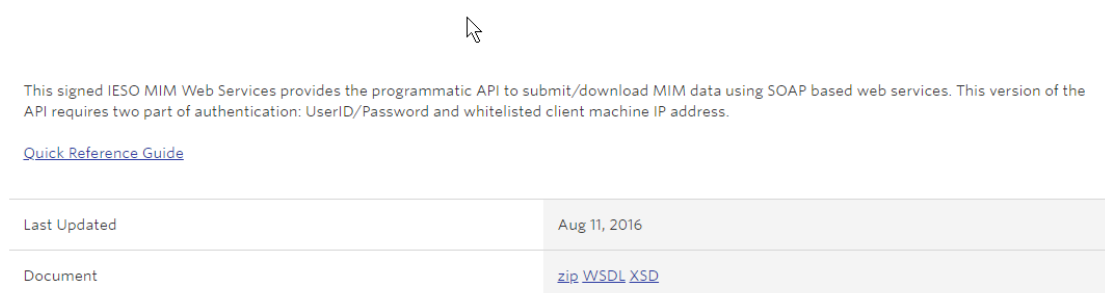 This signed IESO MIM Web Services provides the programmatic API to submit/download MIM data using SOAP based web services. This version of the
API requires two part of authentication: UserID/Password and whitelisted client machine IP address.
Quick Reference Guide
Last Updated Aug 11, 2016
Document zip WSDL XSD